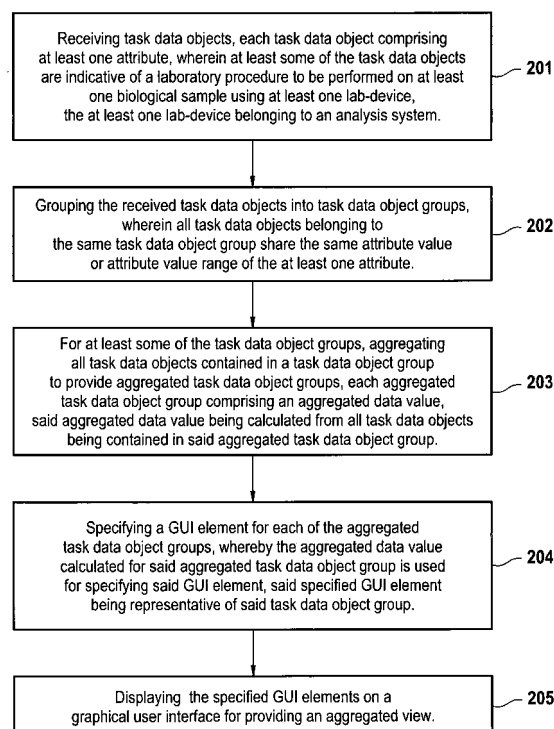 Receiving task data objects, each task data object comprising
at least one attribute, wherein at least some of the task data objects
are indicative of a laboratory procedure to be performed on at least
one biological sample using at least one lab-device,
the at least one lab-device belonging to an analysis system.
201
Grouping the received task data objects into task data object groups,
wherein all task data objects belonging to
the same task data object group share the same attribute value
or attribute value range of the at least one attribute.
202
For at least some of the task data object groups, aggregating
all task data objects contained in a task data object group
to provide aggregated task data object groups, each aggregated
task data object group comprising an aggregated data value,
said aggregated data value being calculated from all task data objects
being contained in said aggregated task data object group.
203
Specifying a GUI element for each of the aggregated
task data object groups, whereby the aggregated data value
calculated for said aggregated task data object group is used
for specifying said GUI element, said specified GUI element
being representative of said task data object group.
204
Displaying the specified GUI elements on a
graphical user interface for providing an aggregated view.
205